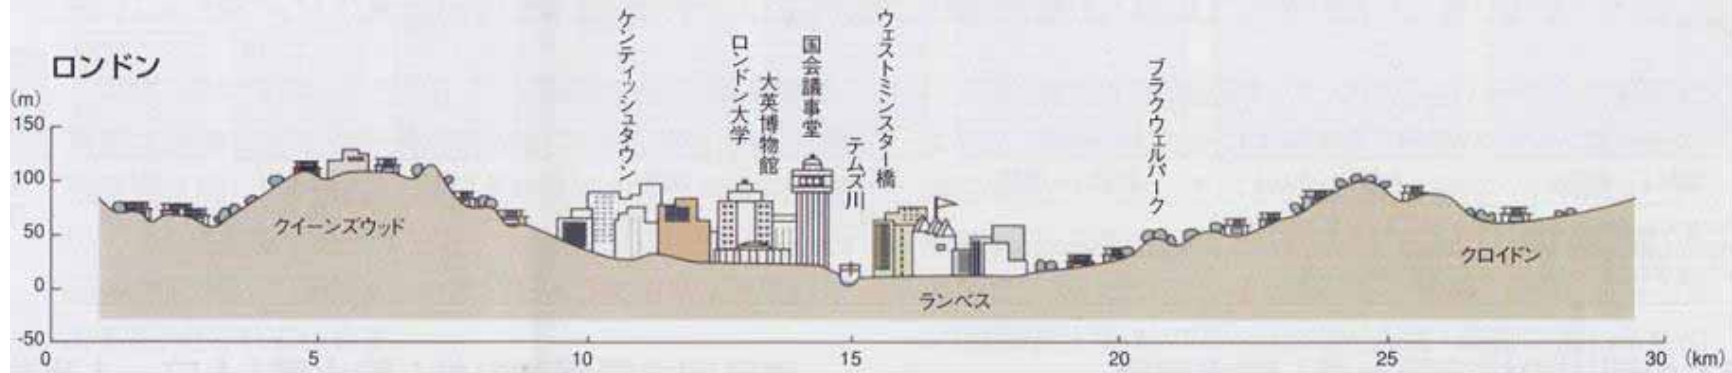 ロンドン
(m)
150
100
50
0
-50
ケンティッシュタウン
ロンドン大学
大英博物館
国会議事堂
テムズ川
ウェストミンスター橋
ブラクウェルパーク
クイーンズウッド
ランベス
クロイドン
0 5 10 15 20 25 30 (km)